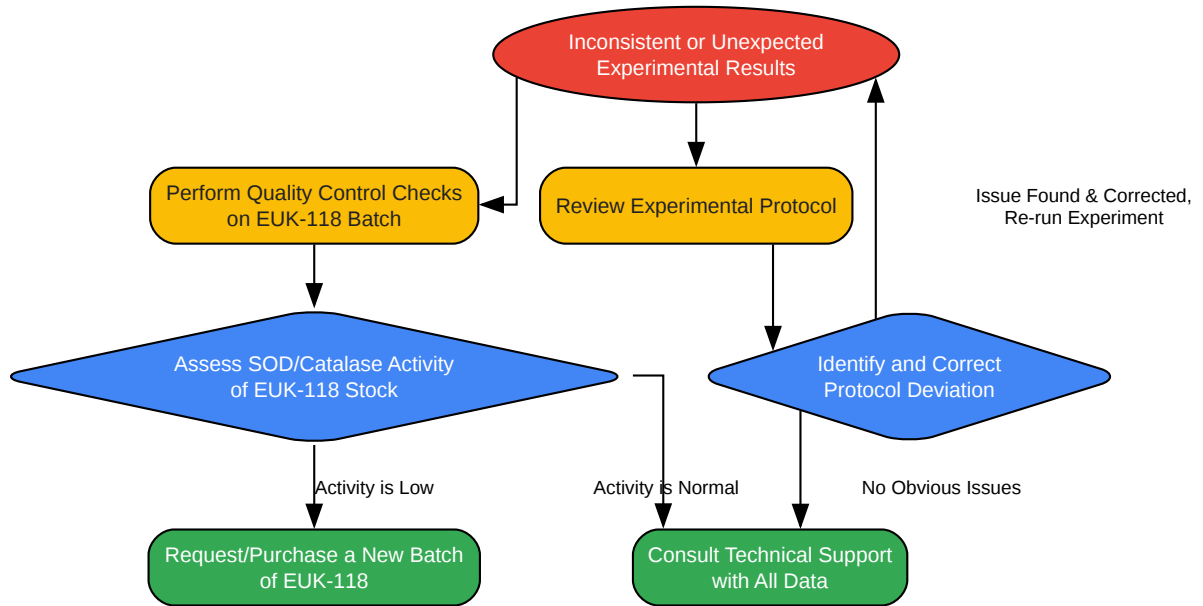 Inconsistent or Unexpected
Experimental Results
Perform Quality Control Checks
on EUK-118 Batch
Review Experimental Protocol
Issue Found & Corrected,
Re-run Experiment
Assess SOD/Catalase Activity
of EUK-118 Stock
Identify and Correct
Protocol Deviation
Activity is Low
Activity is Normal
No Obvious Issues
Request/Purchase a New Batch
of EUK-118
Consult Technical Support
with All Data